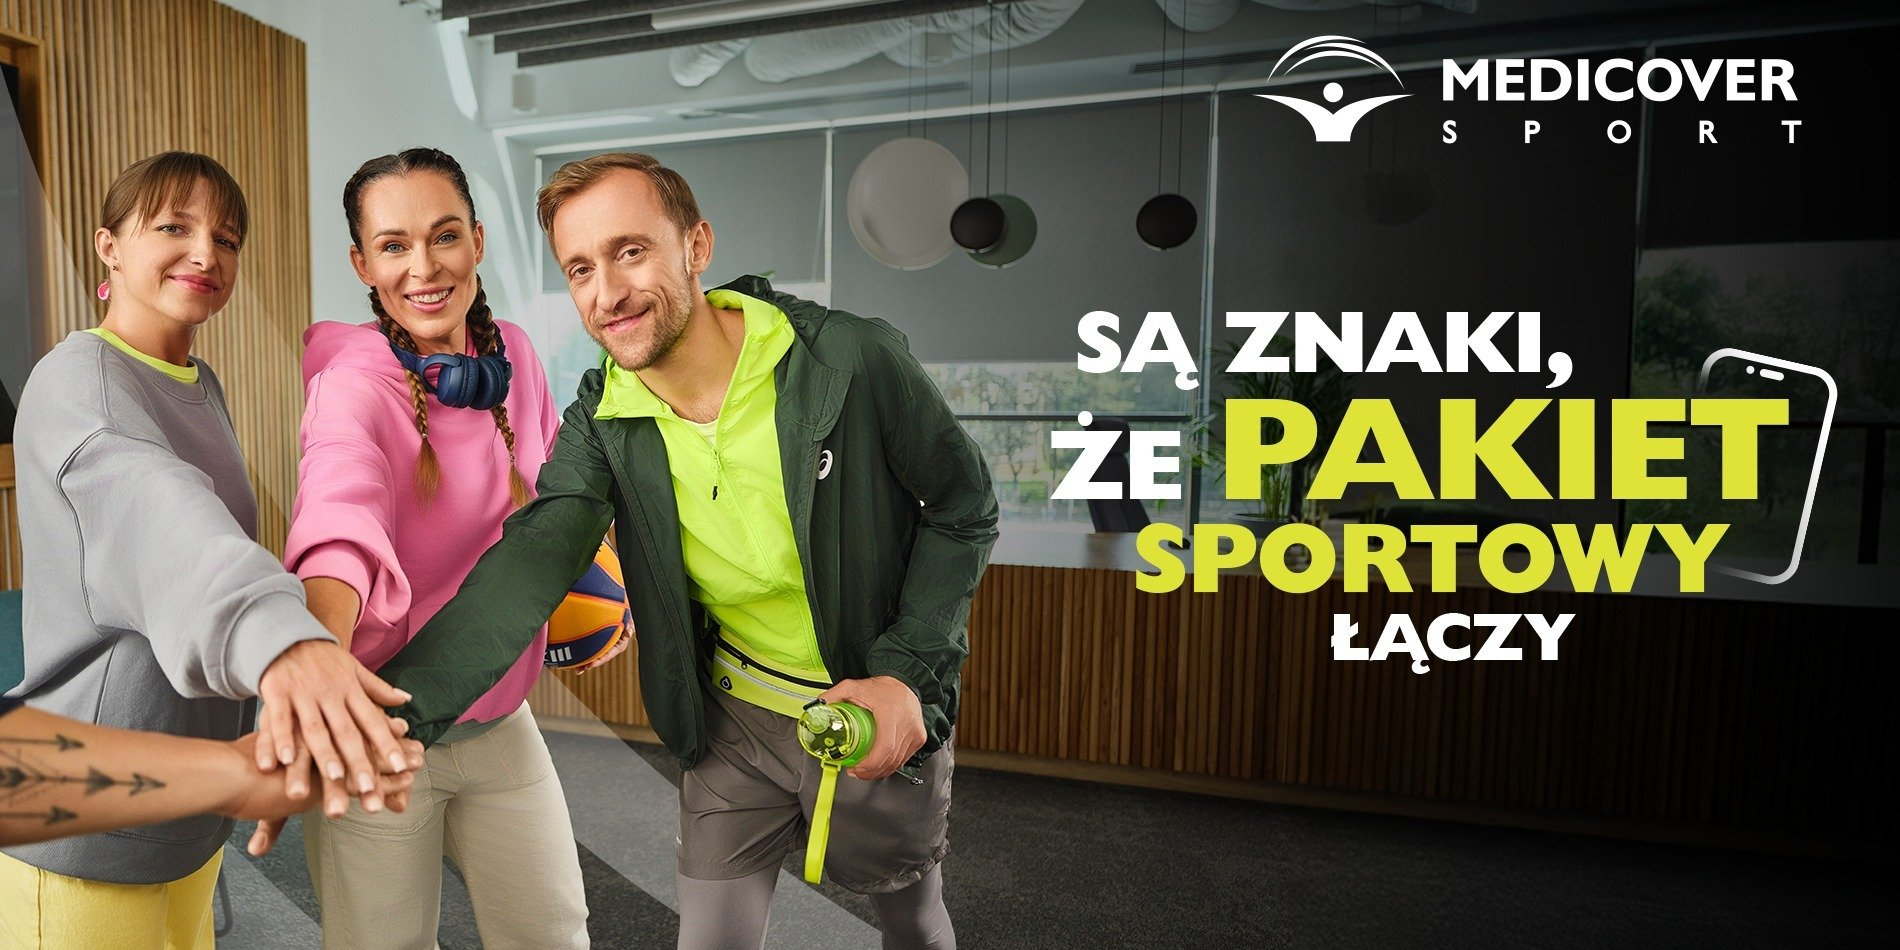 MEDICOVER
SPORT
SĄ ZNAKI,
ŻE PAKIET
SPORTOWY
ŁĄCZY